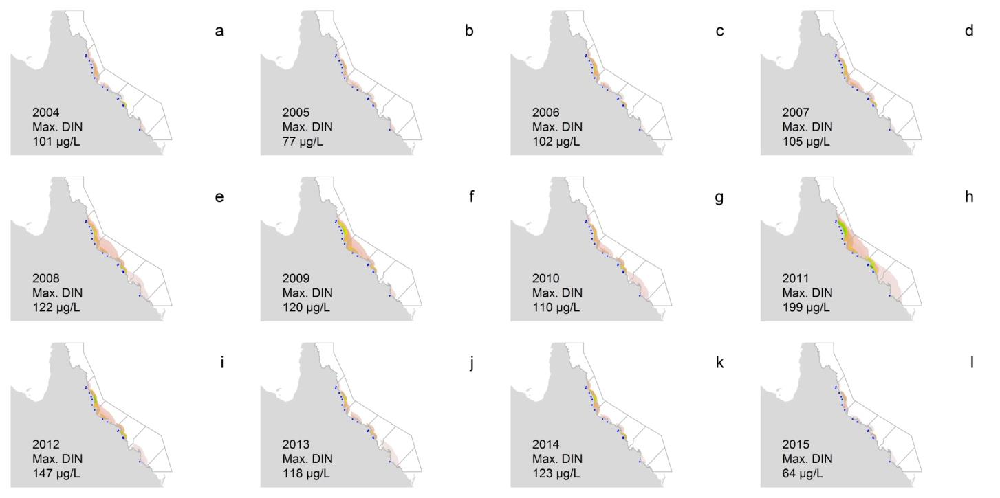 a
2004
Max. DIN
101 µg/L
b
2005
Max. DIN
77 µg/L
c
2006
Max. DIN
102 µg/L
d
2007
Max. DIN
105 µg/L
e
2008
Max. DIN
122 µg/L
f
2009
Max. DIN
120 µg/L
g
2010
Max. DIN
110 µg/L
h
2011
Max. DIN
199 µg/L
i
2012
Max. DIN
147 µg/L
j
2013
Max. DIN
118 µg/L
k
2014
Max. DIN
123 µg/L
l
2015
Max. DIN
64 µg/L